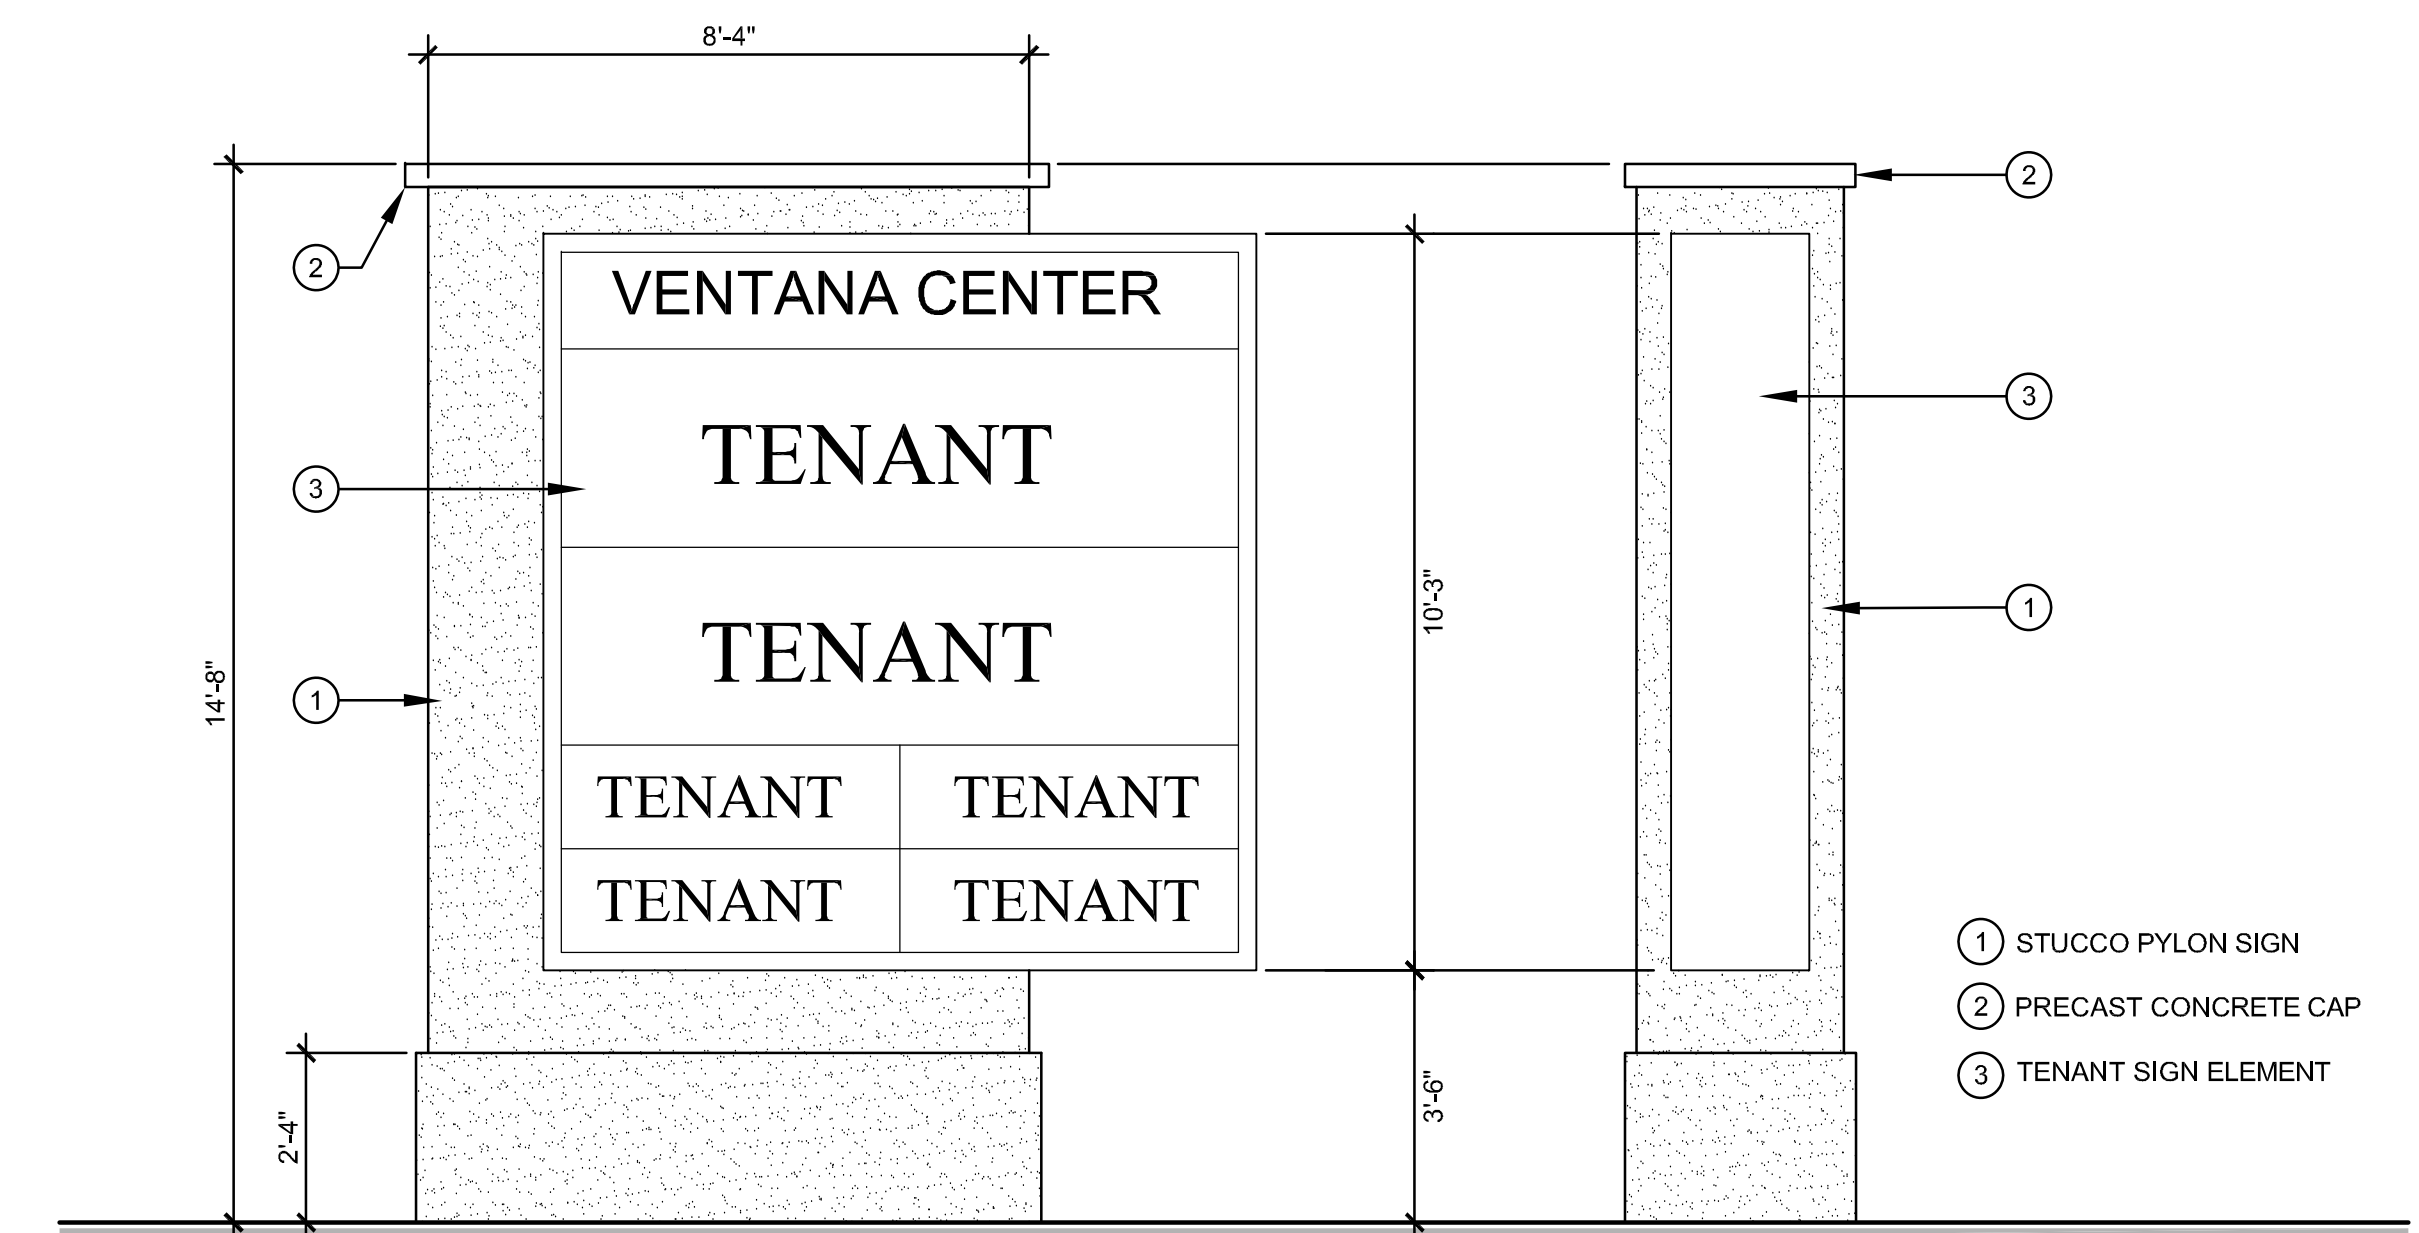 8'-4"
2
2
VENTANA CENTER
3
TENANT
3
10'-3"
1
TENANT
14'-8"
1
TENANT TENANT
TENANT TENANT
1 STUCCO PYLON SIGN
2 PRECAST CONCRETE CAP
3 TENANT SIGN ELEMENT
3'-6"
2'-4"